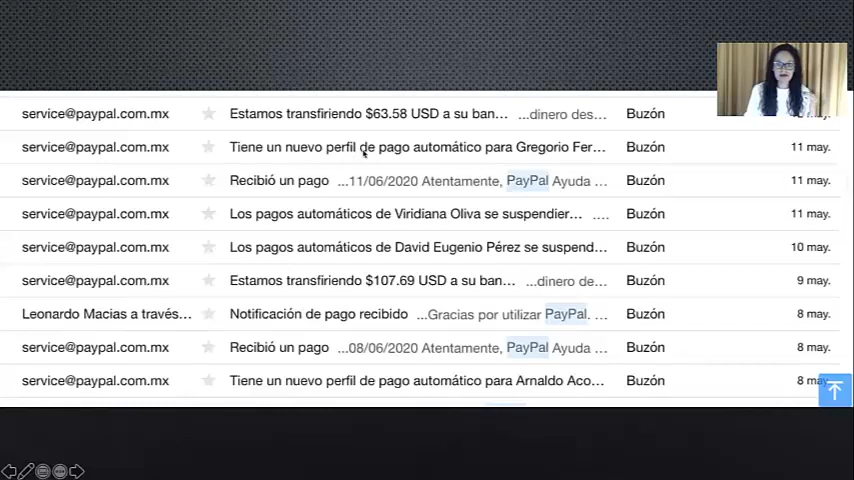 service@paypal.com.mx Estamos transfiriendo $63.58 USD a su ban... ...dinero des... Buzón
service@paypal.com.mx Tiene un nuevo perfil de pago automático para Gregorio Fer... Buzón 11 may.
service@paypal.com.mx Recibió un pago ...11/06/2020 Atentamente, PayPal Ayuda ... Buzón 11 may.
service@paypal.com.mx Los pagos automáticos de Viridiana Oliva se suspendier... .... Buzón 11 may.
service@paypal.com.mx Los pagos automáticos de David Eugenio Pérez se suspend... Buzón 10 may.
service@paypal.com.mx Estamos transfiriendo $107.69 USD a su ban... ...dinero de... Buzón 9 may.
Leonardo Macias a través... Notificación de pago recibido ...Gracias por utilizar PayPal. ... Buzón 8 may.
service@paypal.com.mx Recibió un pago ...08/06/2020 Atentamente, PayPal Ayuda ... Buzón 8 may.
service@paypal.com.mx Tiene un nuevo perfil de pago automático para Arnaldo Aco... Buzón 8 may.